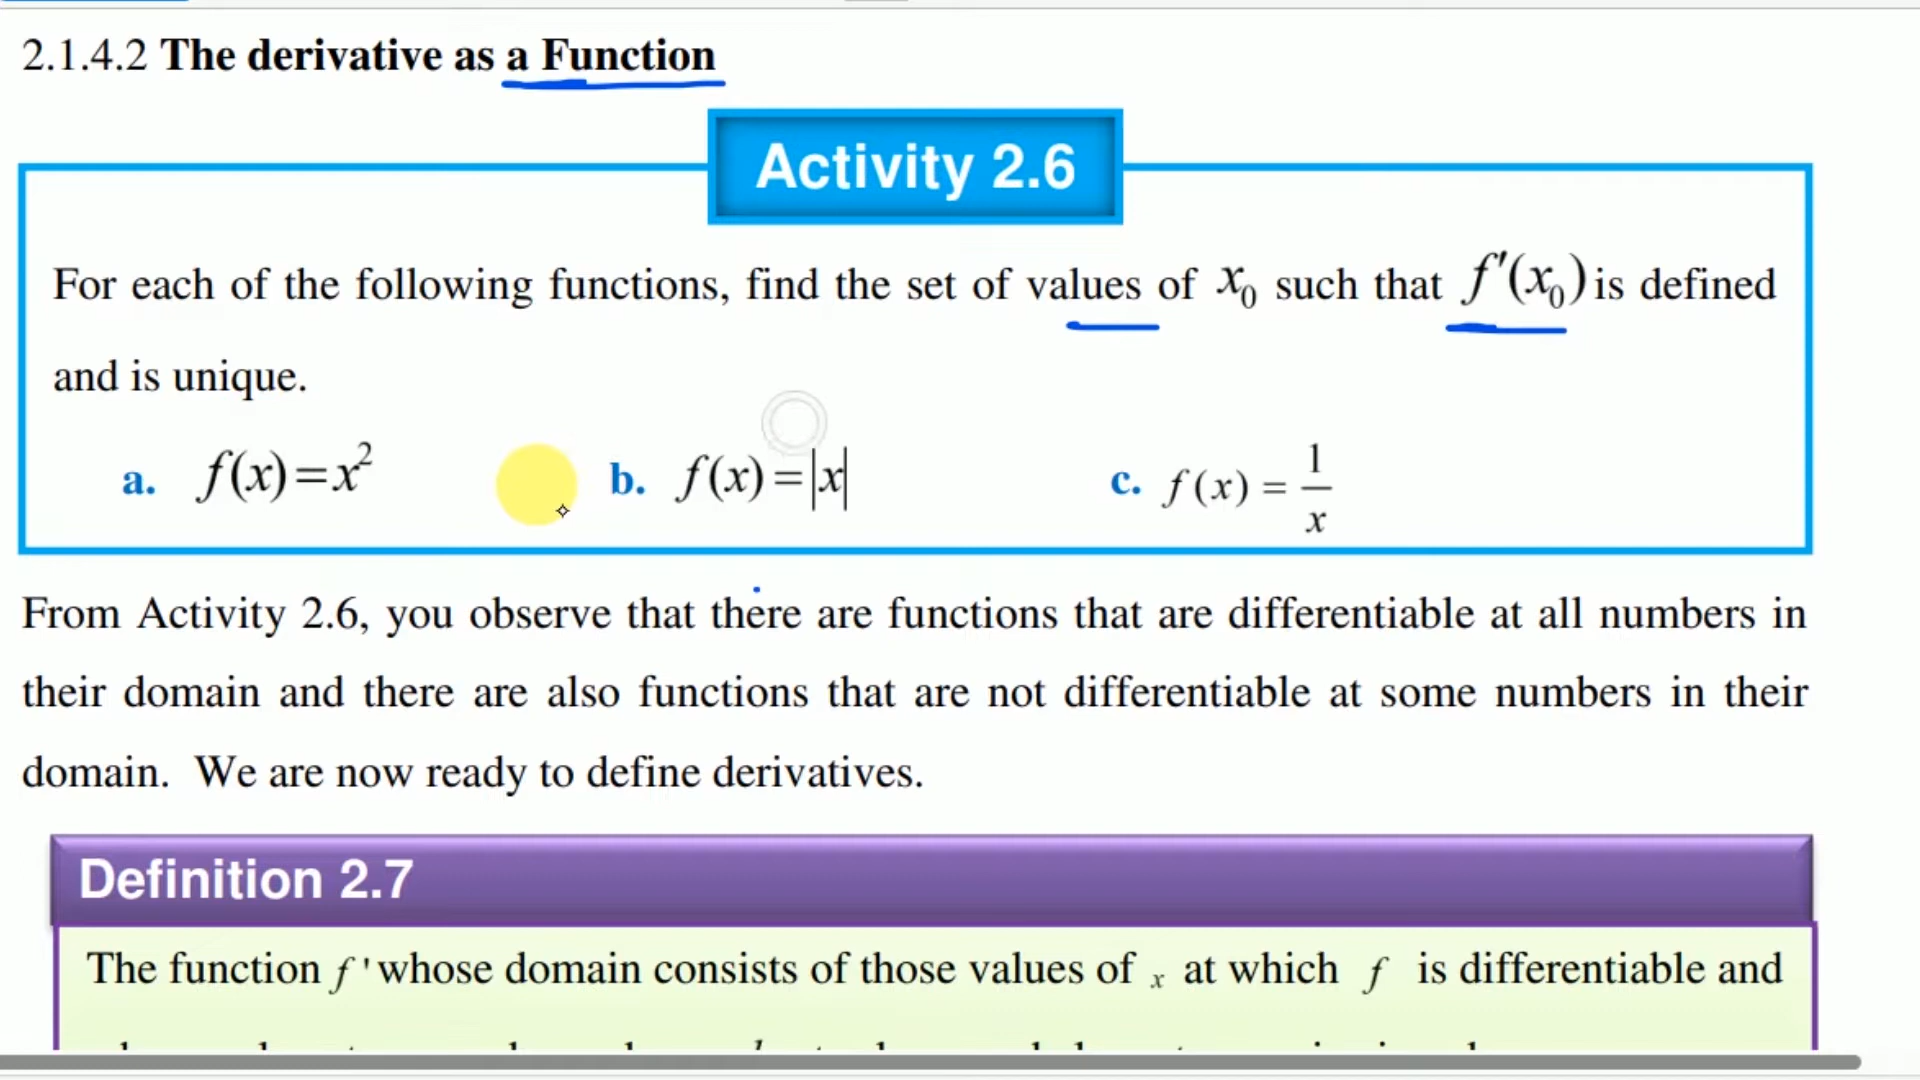 2.1.4.2 The derivative as a Function
Activity 2.6
For each of the following functions, find the set of values of x₀ such that f′(x₀) is defined
and is unique.
a. f(x)=x² b. f(x)=|x| c. f(x) = 1/x
From Activity 2.6, you observe that there are functions that are differentiable at all numbers in
their domain and there are also functions that are not differentiable at some numbers in their
domain. We are now ready to define derivatives.
Definition 2.7
The function f ' whose domain consists of those values of x at which f is differentiable and